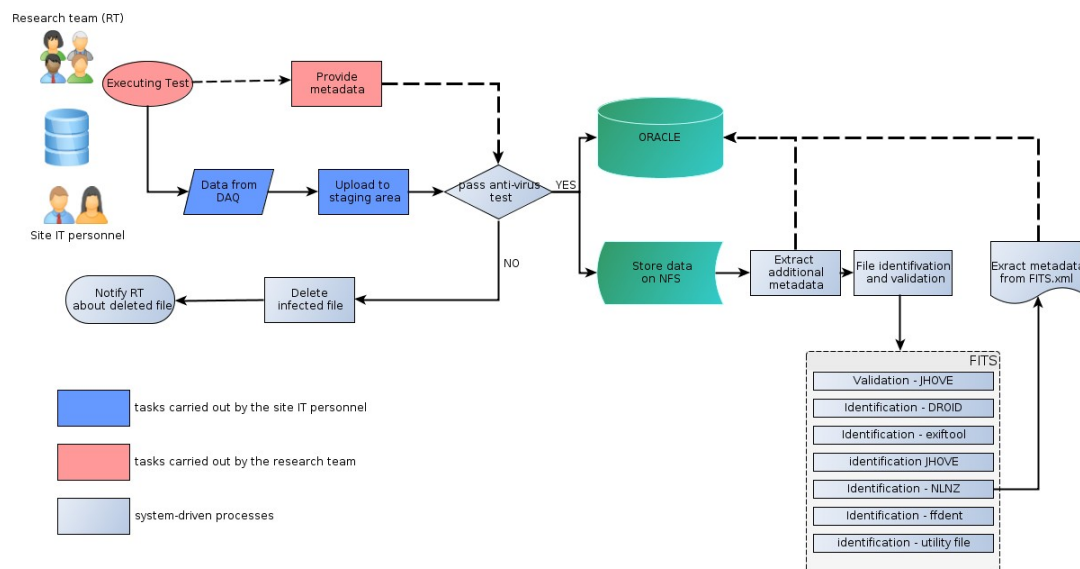 Research team (RT)
Executing Test
Provide
metadata
Data from
DAQ
Upload to
staging area
pass anti-virus
test
YES
NO
ORACLE
Store data
on NFS
Extract
additional
metadata
File identifivation
and validation
Exract metadata
from FITS.xml
Site IT personnel
Notify RT
about deleted file
Delete
infected file
FITS
Validation - JHOVE
Identification - DROID
Identification - exiftool
identification JHOVE
Identification - NLNZ
Identification - ffdent
identification - utility file
tasks carried out by the site IT personnel
tasks carried out by the research team
system-driven processes